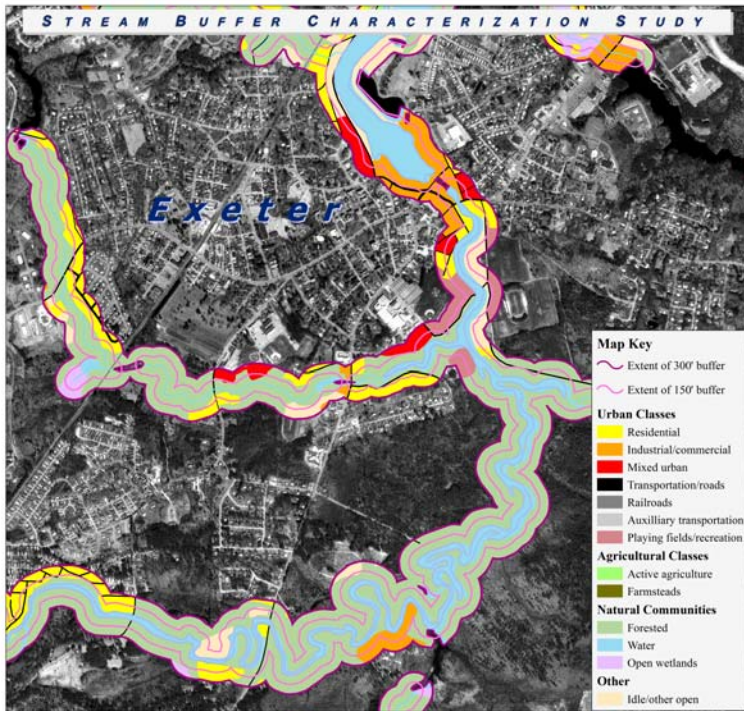 STREAM BUFFER CHARACTERIZATION STUDY
Exeter
Map Key
Extent of 300' buffer
Extent of 150' buffer
Urban Classes
Residential
Industrial/commercial
Mixed urban
Transportation/roads
Railroads
Auxilliary transportation
Playing fields/recreation
Agricultural Classes
Active agriculture
Farmsteads
Natural Communities
Forested
Water
Open wetlands
Other
Idle/other open